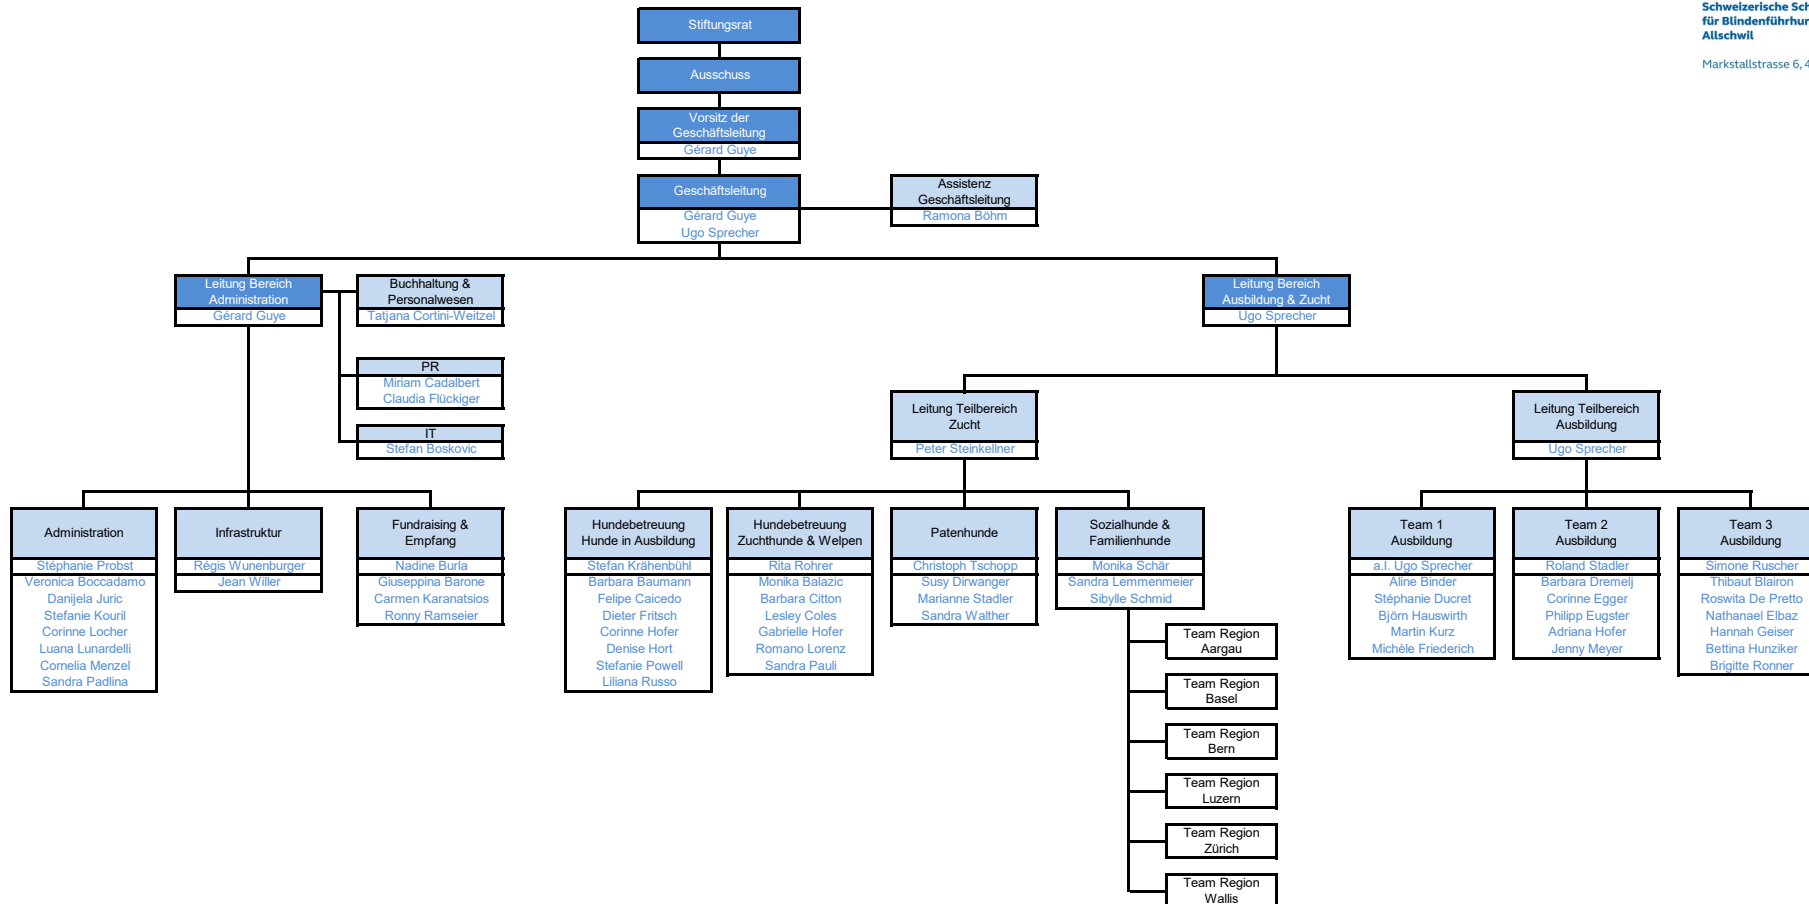 Schweizerische Sch
für Blindenführhun
Allschwil
Markstallstrasse 6, 4
Stiftungsrat
Ausschuss
Vorsitz der
Geschäftsleitung
Gérard Guye
Geschäftsleitung
Gérard Guye
Ugo Sprecher
Assistenz
Geschäftsleitung
Ramona Böhm
Leitung Bereich
Administration
Gérard Guye
Buchhaltung &
Personalwesen
Tatjana Cortini-Weitzel
PR
Miriam Cadalbert
Claudia Flückiger
IT
Stefan Boskovic
Leitung Bereich
Ausbildung & Zucht
Ugo Sprecher
Leitung Teilbereich
Zucht
Peter Steinkellner
Leitung Teilbereich
Ausbildung
Ugo Sprecher
Administration
Stéphanie Probst
Veronica Boccadamo
Danijela Juric
Stefanie Kouril
Corinne Locher
Luana Lunardelli
Cornelia Menzel
Sandra Padlina
Infrastruktur
Régis Wunenburger
Jean Willer
Fundraising &
Empfang
Nadine Burla
Giuseppina Barone
Carmen Karanatsios
Ronny Ramseier
Hundebetreuung
Hunde in Ausbildung
Stefan Krähenbühl
Barbara Baumann
Felipe Caicedo
Dieter Fritsch
Corinne Hofer
Denise Hort
Stefanie Powell
Liliana Russo
Hundebetreuung
Zuchthunde & Welpen
Rita Rohrer
Monika Balazic
Barbara Citton
Lesley Coles
Gabrielle Hofer
Romano Lorenz
Sandra Pauli
Patenhunde
Christoph Tschopp
Susy Dirwanger
Marianne Stadler
Sandra Walther
Sozialhunde &
Familienhunde
Monika Schär
Sandra Lemmenmeier
Sibylle Schmid
Team Region
Aargau
Team Region
Basel
Team Region
Bern
Team Region
Luzern
Team Region
Zürich
Team Region
Wallis
Team 1
Ausbildung
a.I. Ugo Sprecher
Aline Binder
Stéphanie Ducret
Björn Hauswirth
Martin Kurz
Michèle Friederich
Team 2
Ausbildung
Roland Stadler
Barbara Dremelj
Corinne Egger
Philipp Eugster
Adriana Hofer
Jenny Meyer
Team 3
Ausbildung
Simone Ruscher
Thibaut Blairon
Roswita De Pretto
Nathanael Elbaz
Hannah Geiser
Bettina Hunziker
Brigitte Ronner